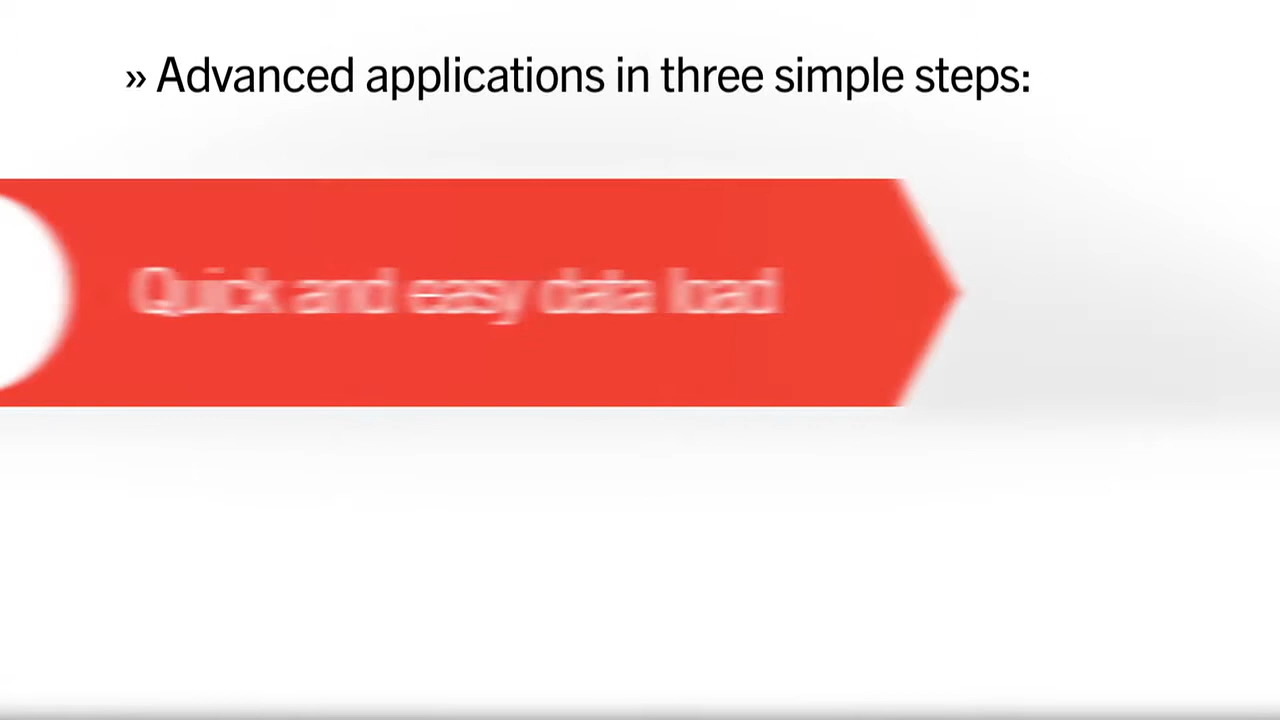 » Advanced applications in three simple steps:
Quick and easy data load